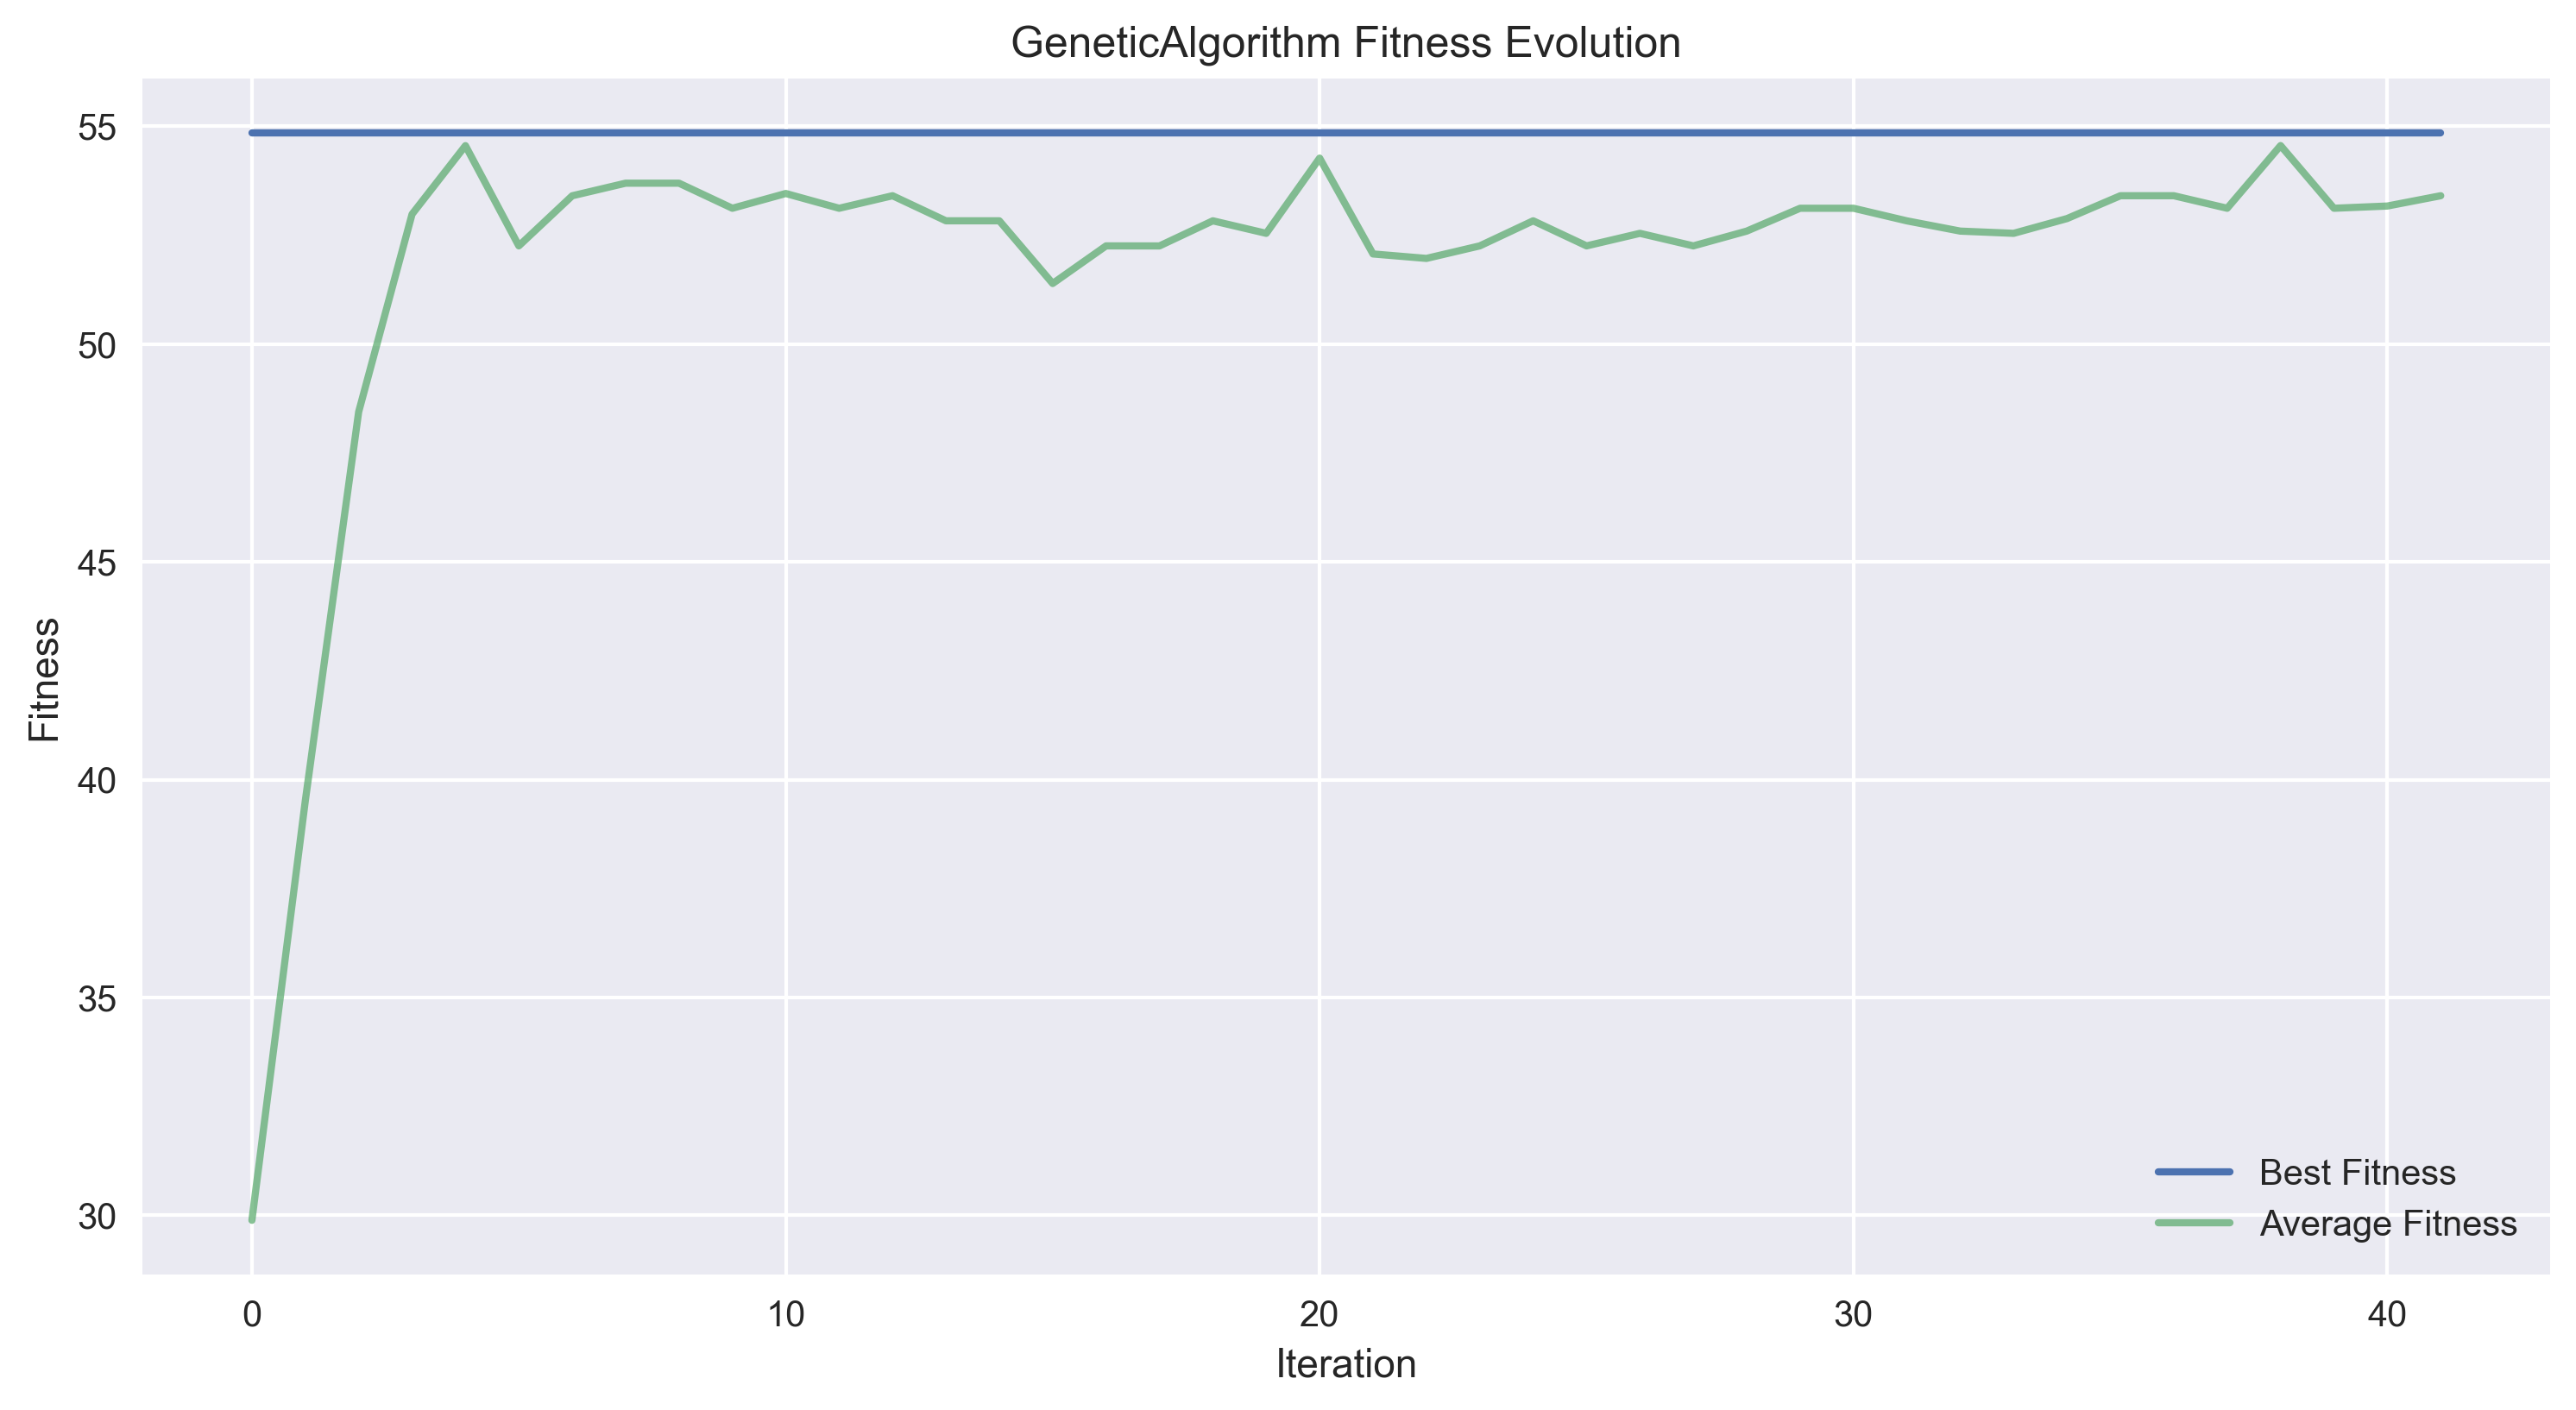 GeneticAlgorithm Fitness Evolution
55
50
45
40
35
30
Fitness
Best Fitness
Average Fitness
0 10 20 30 40
Iteration